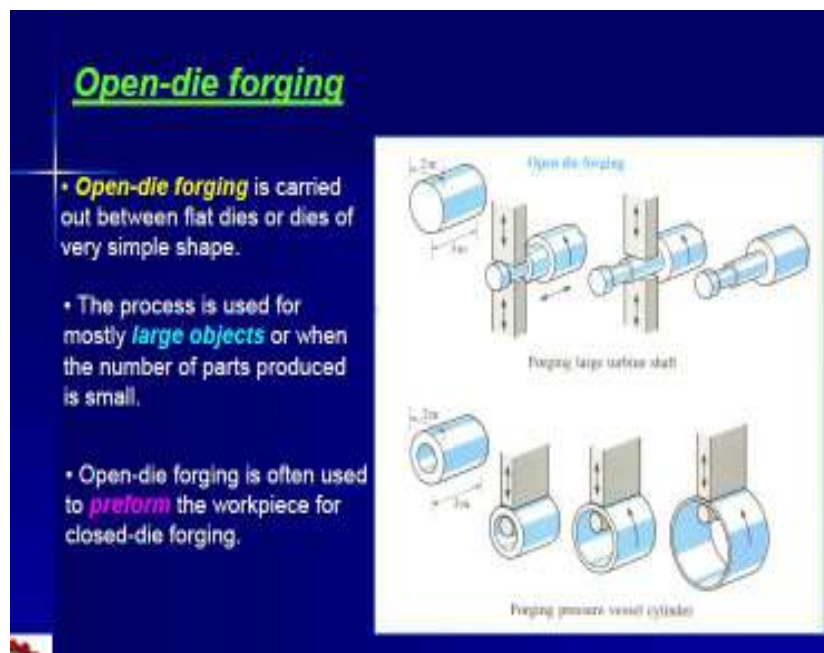 Open-die forging
• Open-die forging is carried
out between flat dies or dies of
very simple shape.
• The process is used for
mostly large objects or when
the number of parts produced
is small.
• Open-die forging is often used
to preform the workpiece for
closed-die forging.
Open die forging
2 m
Forging large turbine shaft
2 m
3 m
Forging pressure vessel cylinder